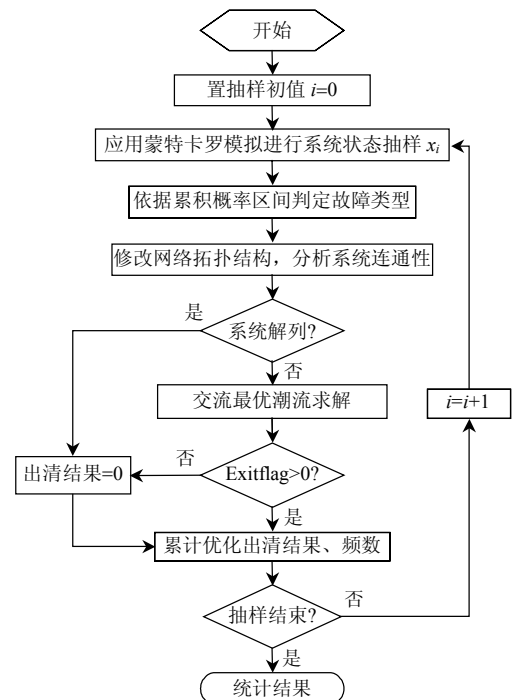 开始
置抽样初值 i=0
应用蒙特卡罗模拟进行系统状态抽样 xi
依据累积概率区间判定故障类型
修改网络拓扑结构，分析系统连通性
是
系统解列?
否
交流最优潮流求解
i=i+1
否
出清结果=0
Exitflag>0?
是
累计优化出清结果、频数
否
抽样结束?
是
统计结果